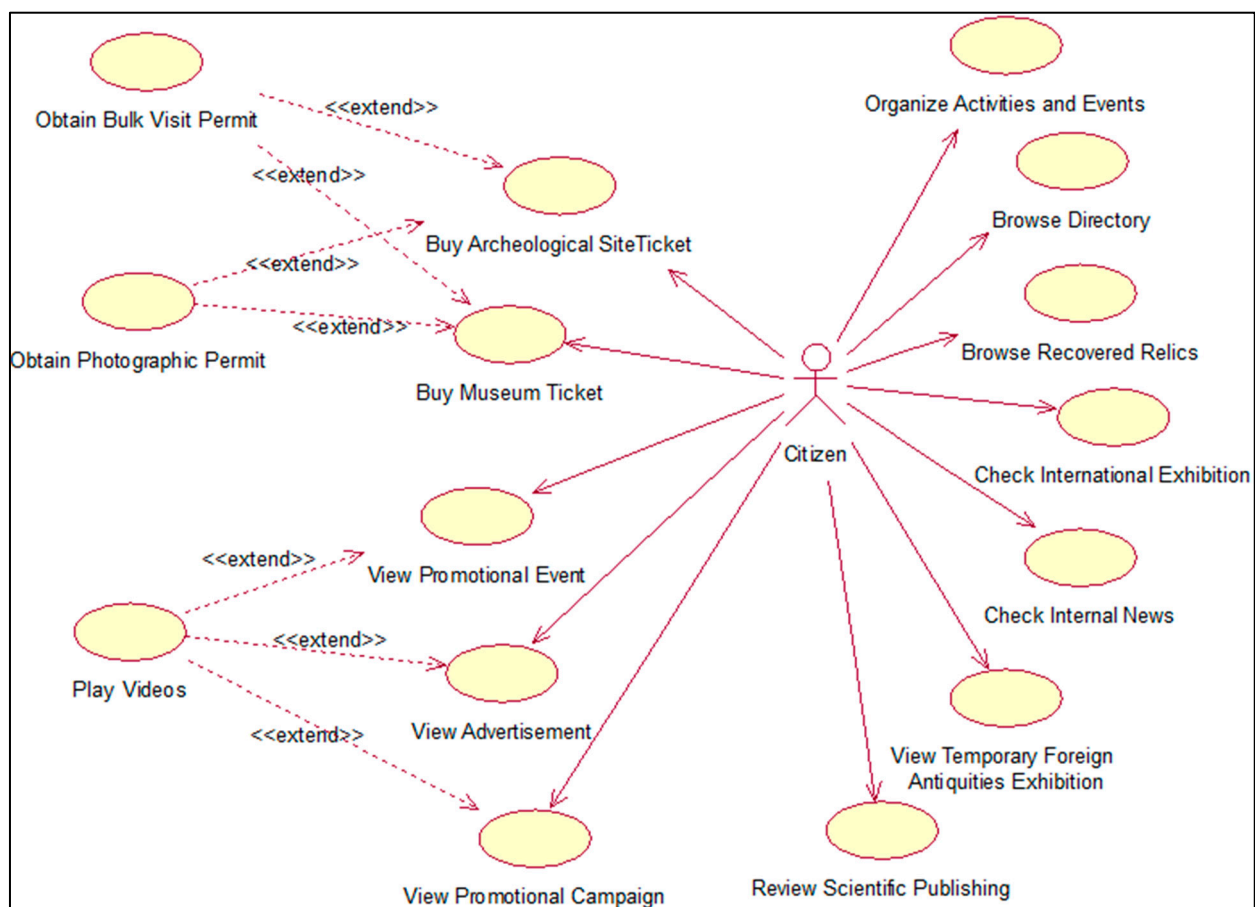 Organize Activities and Events
Obtain Bulk Visit Permit
<<extend>>
<<extend>>
Browse Directory
Buy Archeological SiteTicket
<<extend>>
<<extend>>
Obtain Photographic Permit
Browse Recovered Relics
Buy Museum Ticket
Citizen
Check International Exhibition
<<extend>>
View Promotional Event
Check Internal News
<<extend>>
Play Videos
<<extend>>
View Advertisement
View Temporary Foreign
Antiquities Exhibition
View Promotional Campaign
Review Scientific Publishing